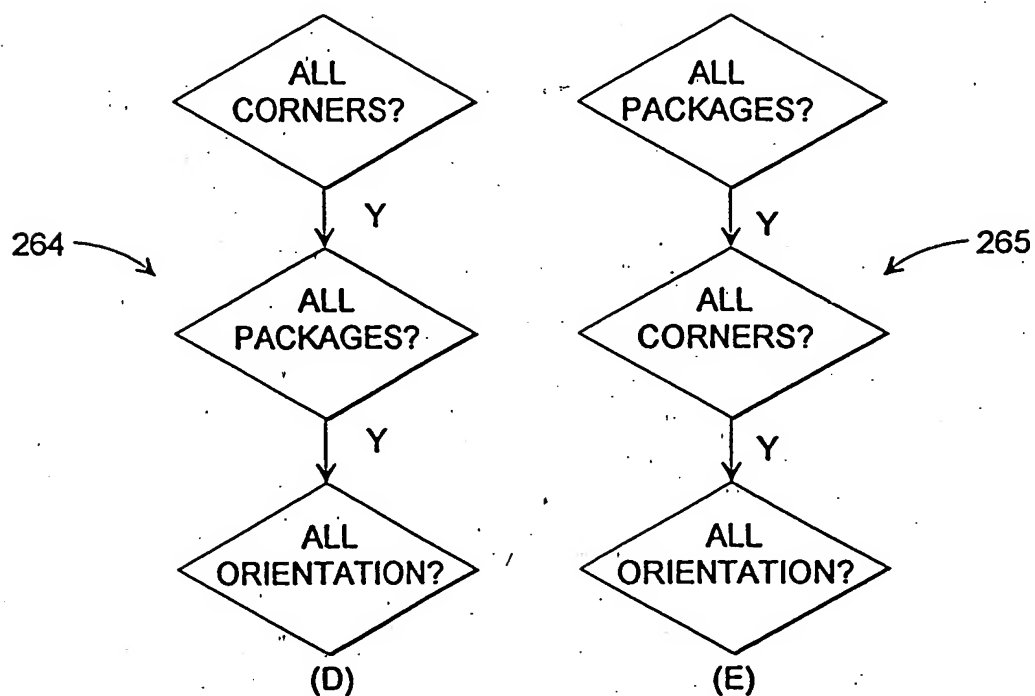 ALL
CORNERS?
Y
264
ALL
PACKAGES?
Y
ALL
ORIENTATION?
(D)
ALL
PACKAGES?
Y
265
ALL
CORNERS?
Y
ALL
ORIENTATION?
(E)